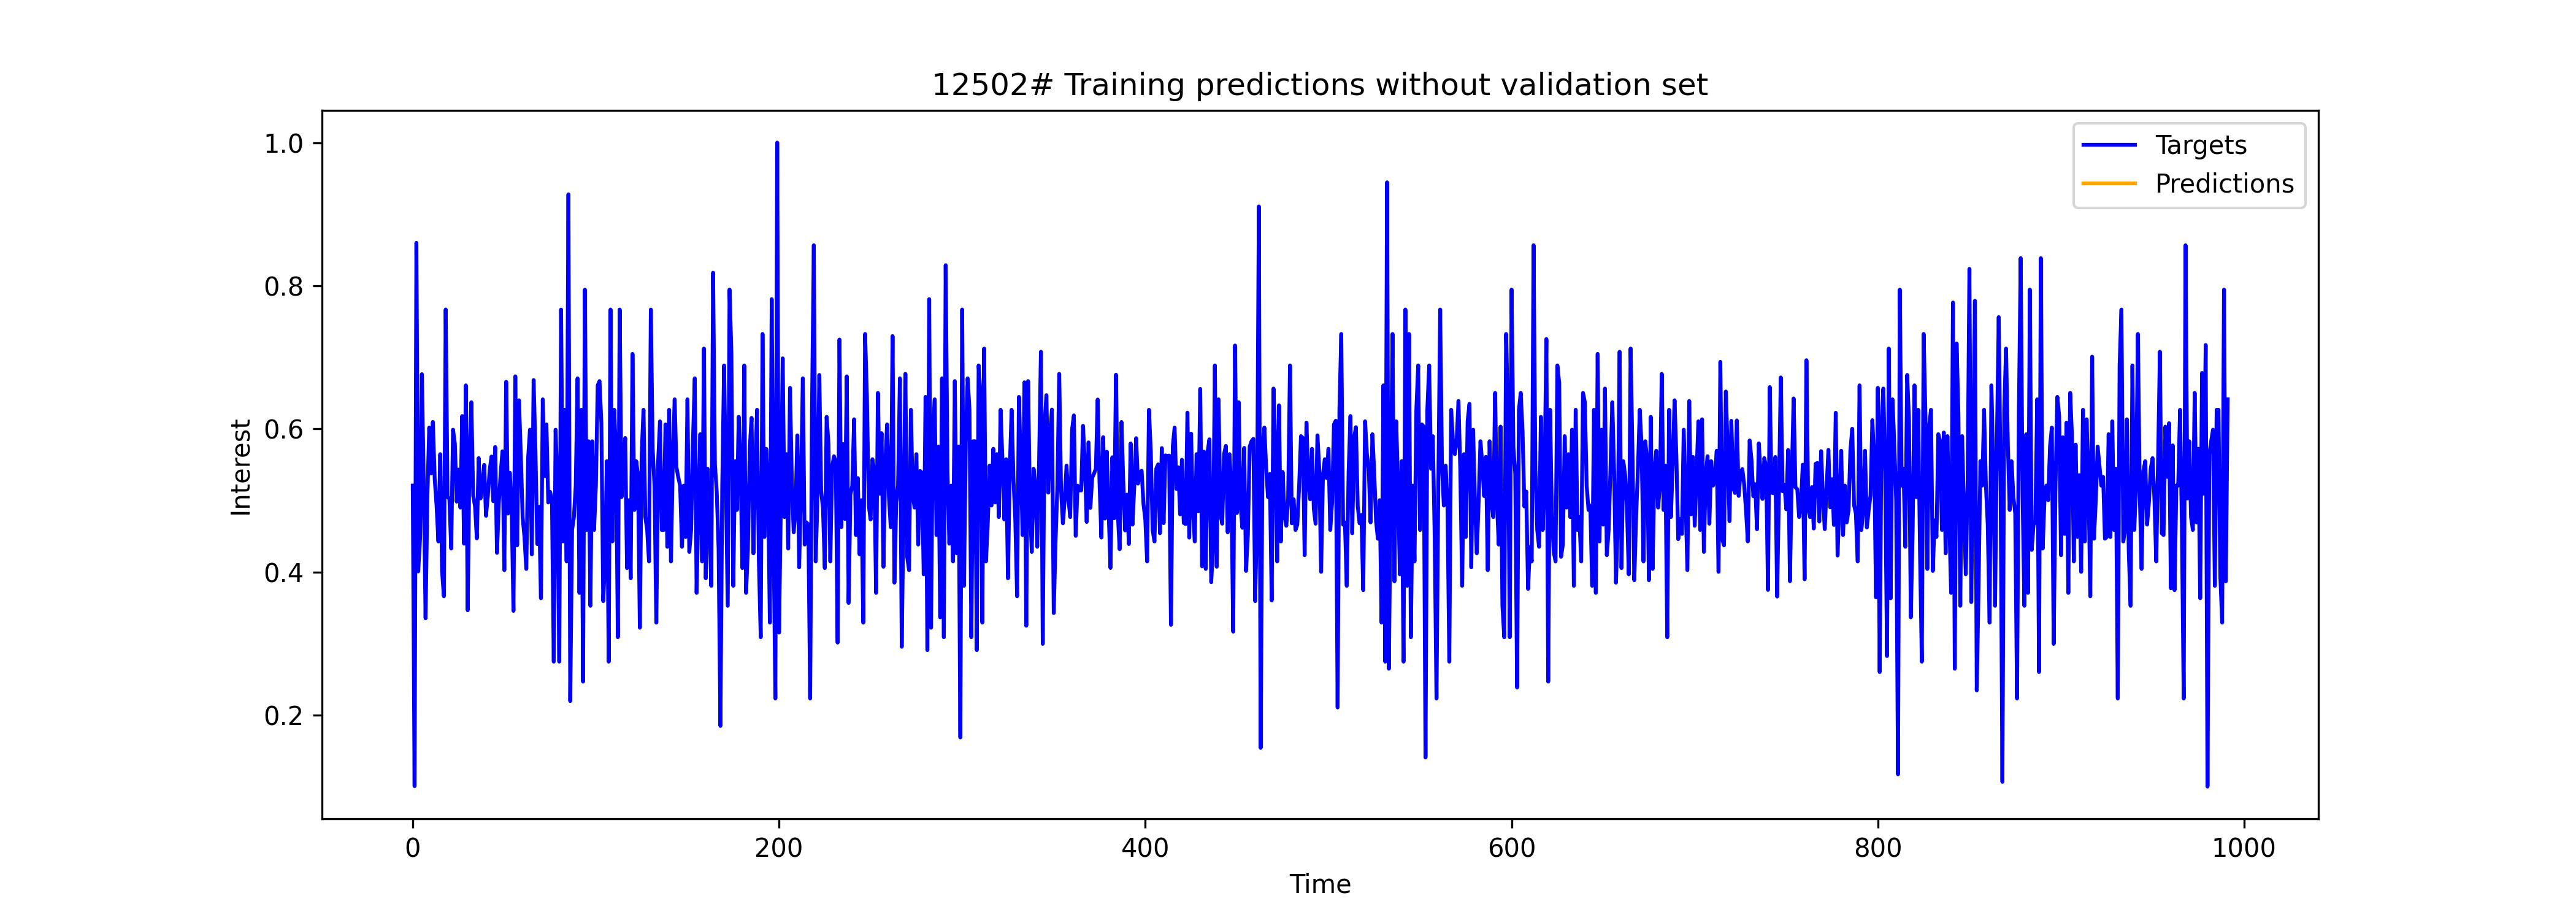 12502# Training predictions without validation set
Targets
Predictions
Interest
1.0
0.8
0.6
0.4
0.2
0 200 400 600 800 1000
Time